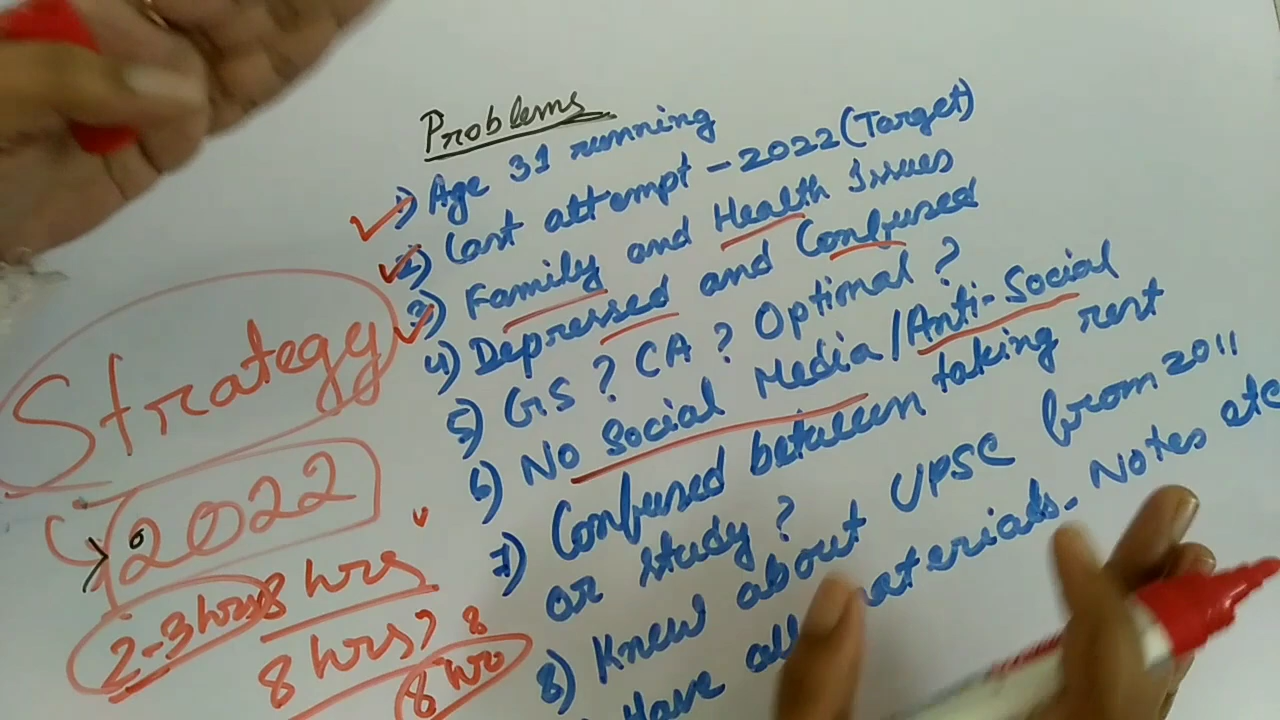 Problems
1) Age 31 running
2) Last attempt - 2022 (Target)
3) Family and Health Issues
4) Depressed and Confused
5) GS ? CA ? Optional ?
6) No Social Media / Anti-Social
7) Confused between taking rest
or study ?
8) Knew about UPSC from 2011
Have all materials. Notes etc
Strategy
2022
2-3 hrs 8 hrs
8 hrs? 8
8 hrs